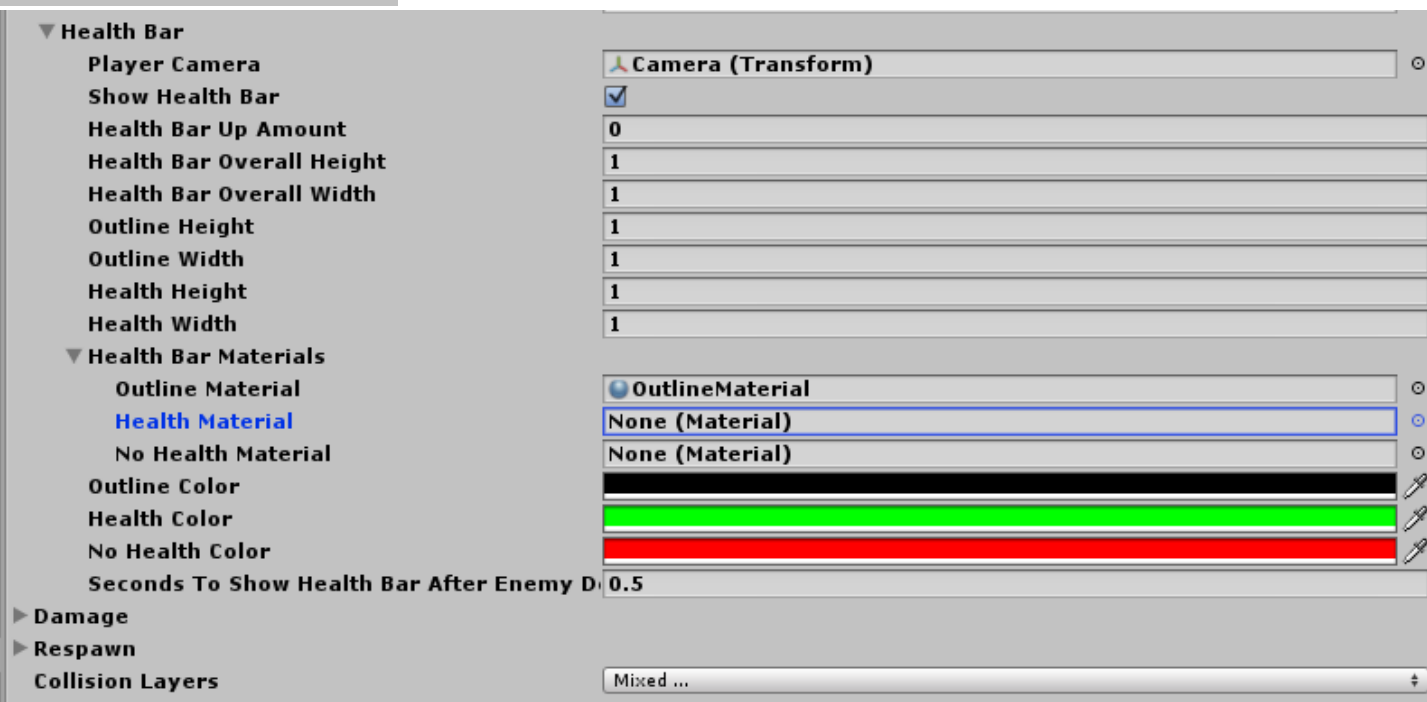 Health Bar
Player Camera Camera (Transform)
Show Health Bar
Health Bar Up Amount 0
Health Bar Overall Height 1
Health Bar Overall Width 1
Outline Height 1
Outline Width 1
Health Height 1
Health Width 1
Health Bar Materials
Outline Material OutlineMaterial
Health Material None (Material)
No Health Material None (Material)
Outline Color
Health Color
No Health Color
Seconds To Show Health Bar After Enemy D 0.5
Damage
Respawn
Collision Layers Mixed ...